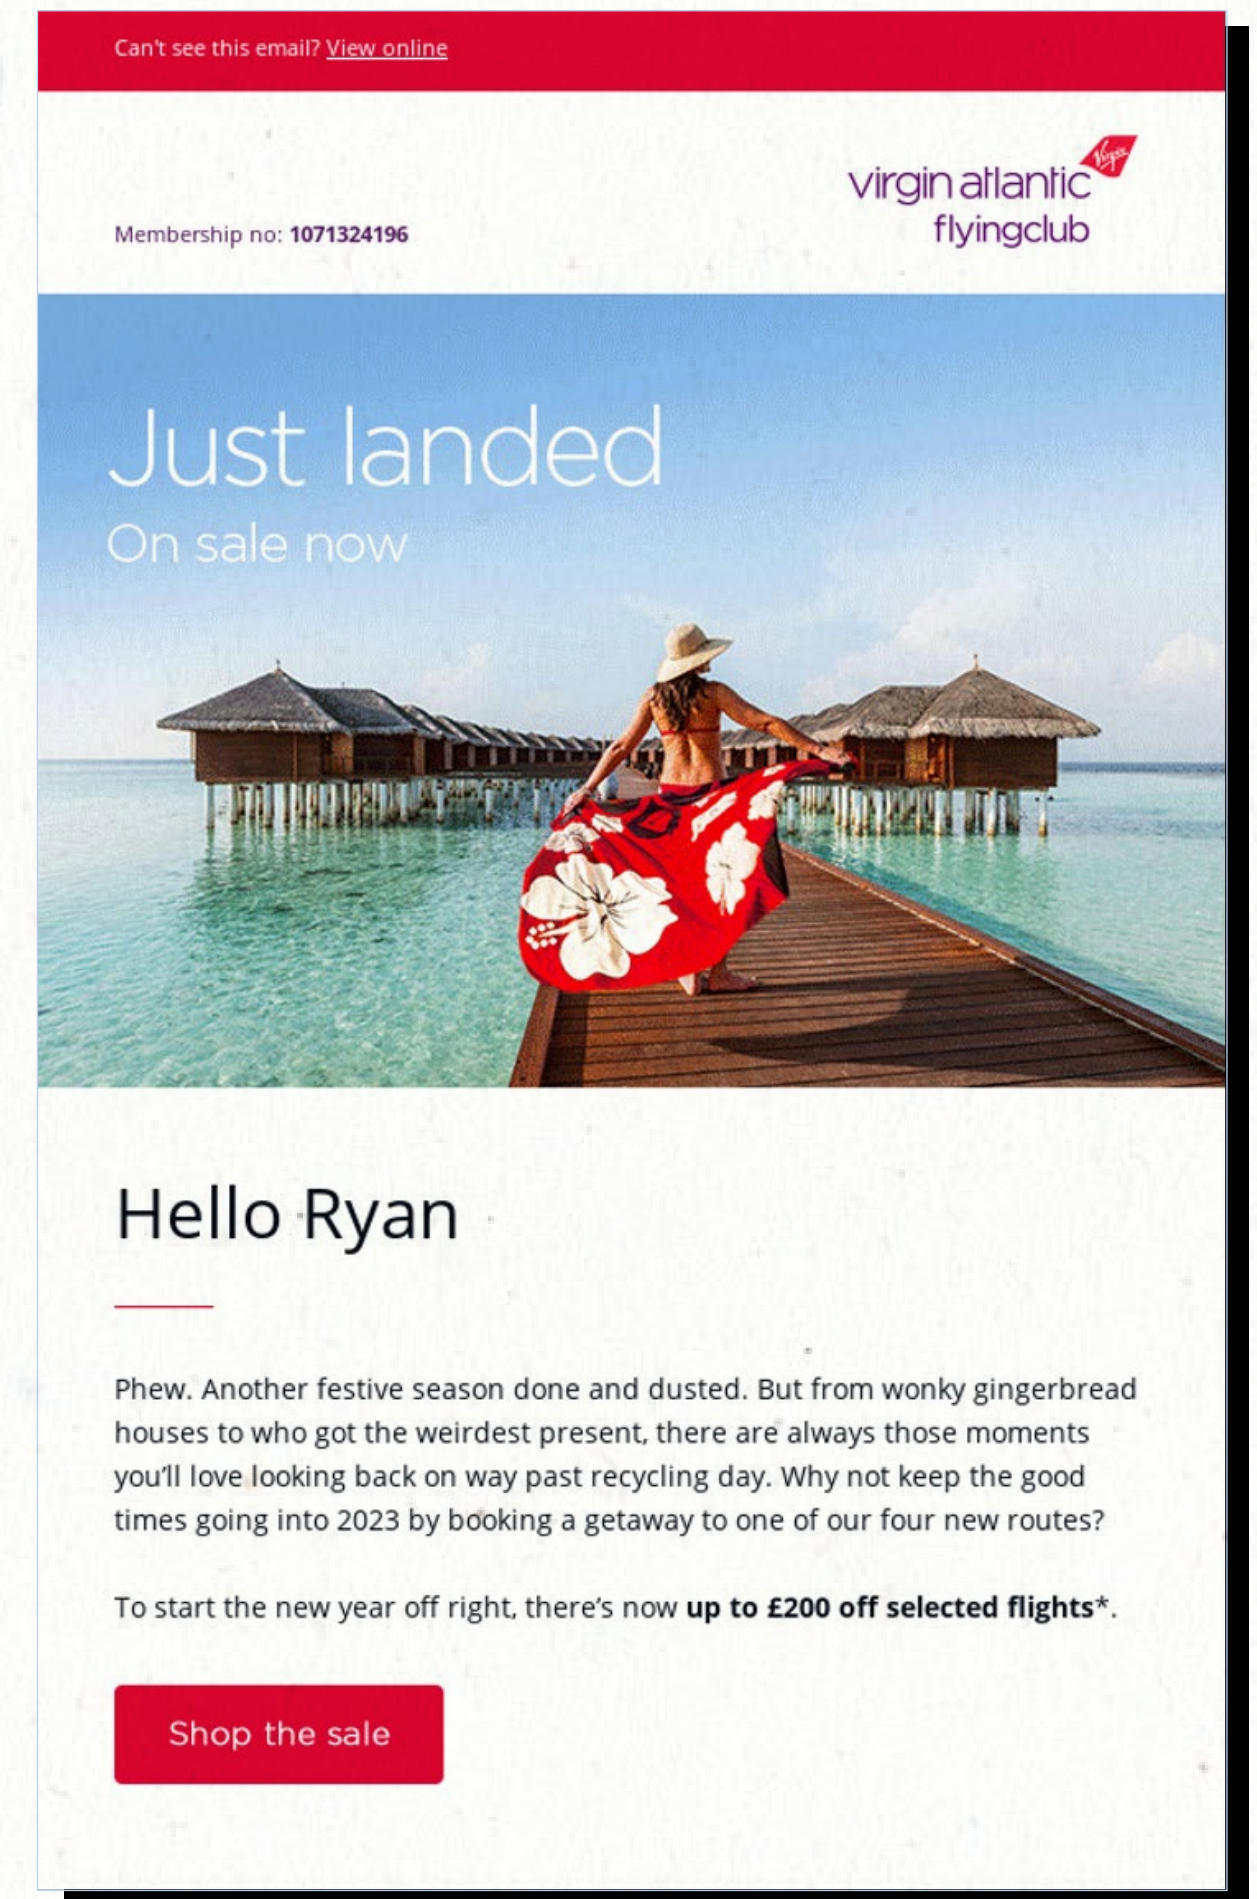 Can't see this email? View online
Virgin
virgin atlantic
flyingclub
Membership no: 1071324196
Just landed
On sale now
Hello Ryan
Phew. Another festive season done and dusted. But from wonky gingerbread
houses to who got the weirdest present, there are always those moments
you’ll love looking back on way past recycling day. Why not keep the good
times going into 2023 by booking a getaway to one of our four new routes?
To start the new year off right, there’s now up to £200 off selected flights*.
Shop the sale